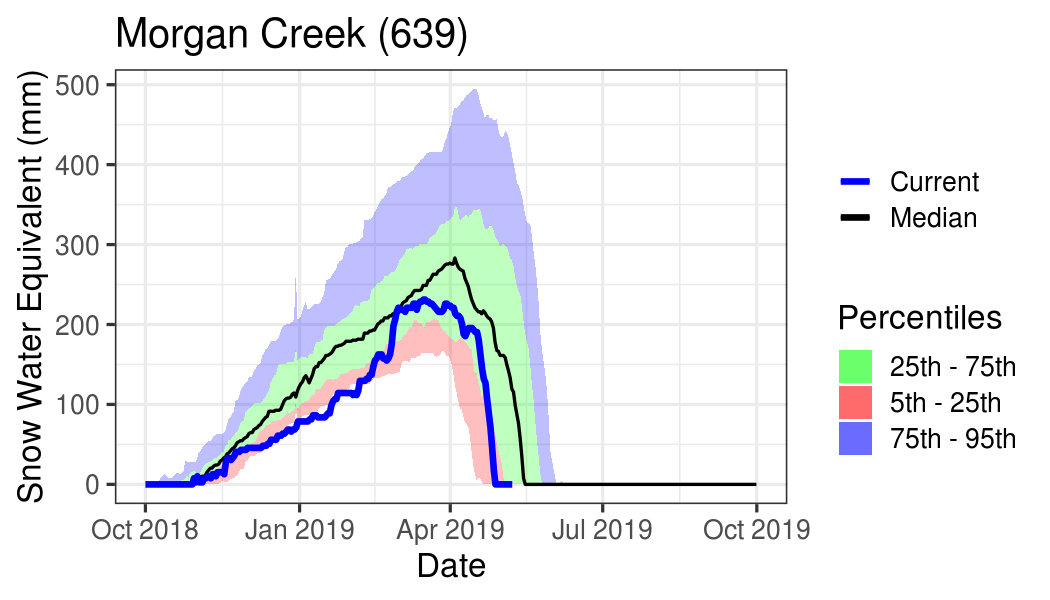 Morgan Creek (639)
Snow Water Equivalent (mm)
500
400
300
200
100
0
Oct 2018
Jan 2019
Apr 2019
Jul 2019
Oct 2019
Date
Current
Median
Percentiles
25th - 75th
5th - 25th
75th - 95th